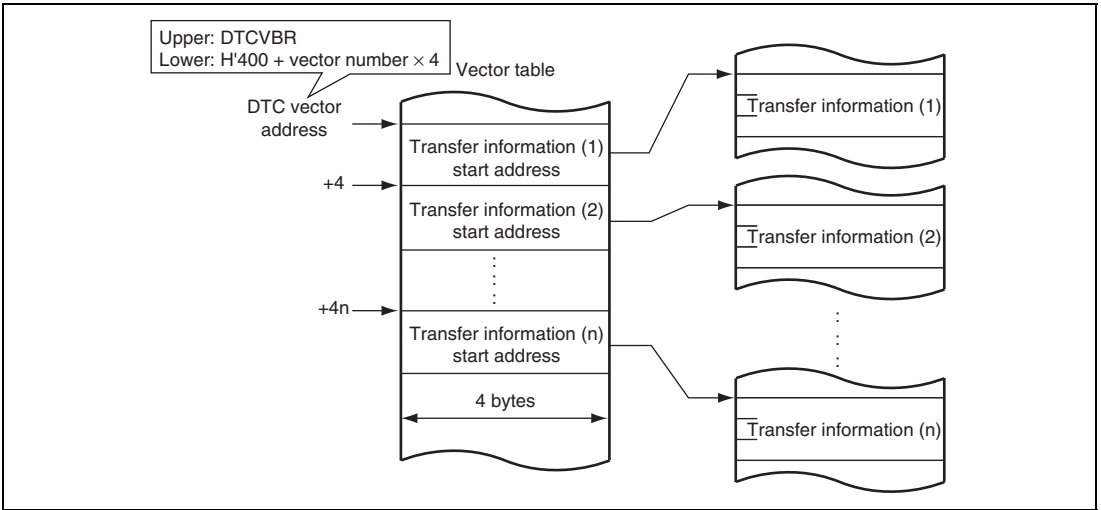 Upper: DTCVBR
Lower: H'400 + vector number × 4
Vector table
DTC vector
address
Transfer information (1)
start address
+4
Transfer information (2)
start address
+4n
Transfer information (n)
start address
4 bytes
Transfer information (1)
Transfer information (2)
Transfer information (n)